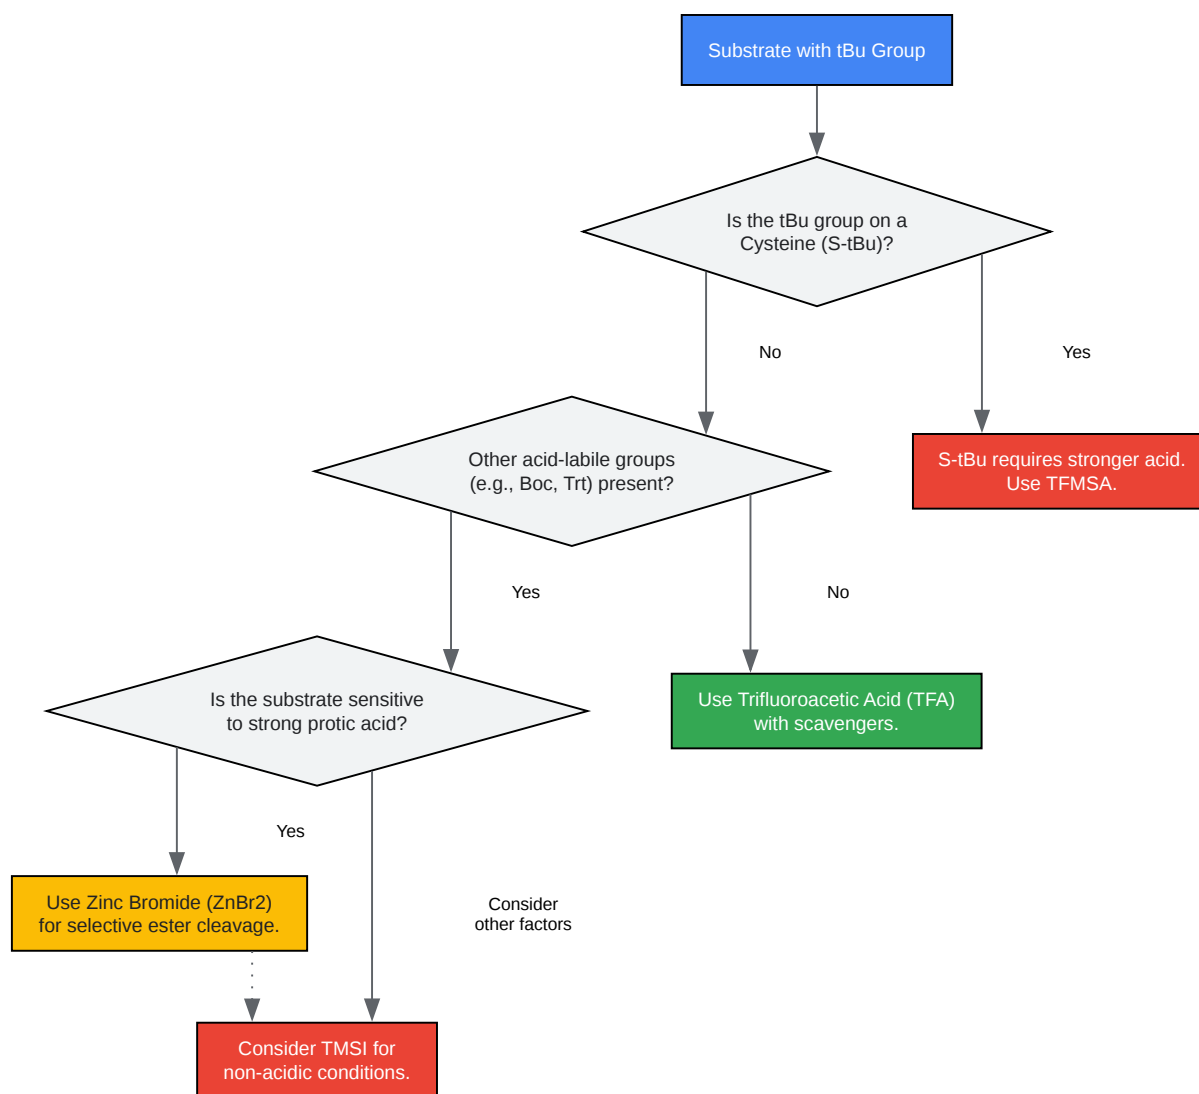 Substrate with tBu Group
Is the tBu group on a
Cysteine (S-tBu)?
No
Yes
Other acid-labile groups
(e.g., Boc, Trt) present?
S-tBu requires stronger acid.
Use TFMSA.
Yes
No
Is the substrate sensitive
to strong protic acid?
Use Trifluoroacetic Acid (TFA)
with scavengers.
Yes
Use Zinc Bromide (ZnBr2)
for selective ester cleavage.
Consider
other factors
Consider TMSI for
non-acidic conditions.